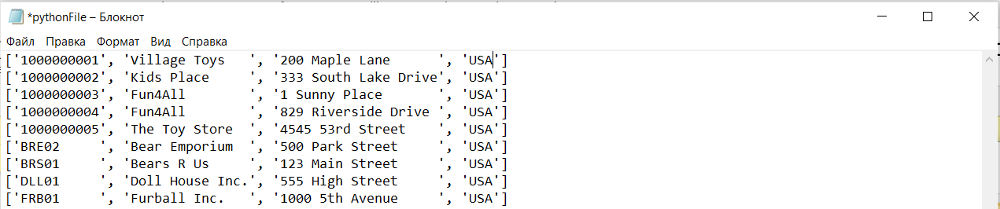 *pythonFile – Блокнот
Файл Правка Формат Вид Справка
['1000000001', 'Village Toys   ', '200 Maple Lane      ', 'USA']
['1000000002', 'Kids Place     ', '333 South Lake Drive', 'USA']
['1000000003', 'Fun4All        ', '1 Sunny Place       ', 'USA']
['1000000004', 'Fun4All        ', '829 Riverside Drive ', 'USA']
['1000000005', 'The Toy Store  ', '4545 53rd Street    ', 'USA']
['BRE02     ', 'Bear Emporium  ', '500 Park Street     ', 'USA']
['BRS01     ', 'Bears R Us     ', '123 Main Street     ', 'USA']
['DLL01     ', 'Doll House Inc.', '555 High Street     ', 'USA']
['FRB01     ', 'Furball Inc.   ', '1000 5th Avenue     ', 'USA']